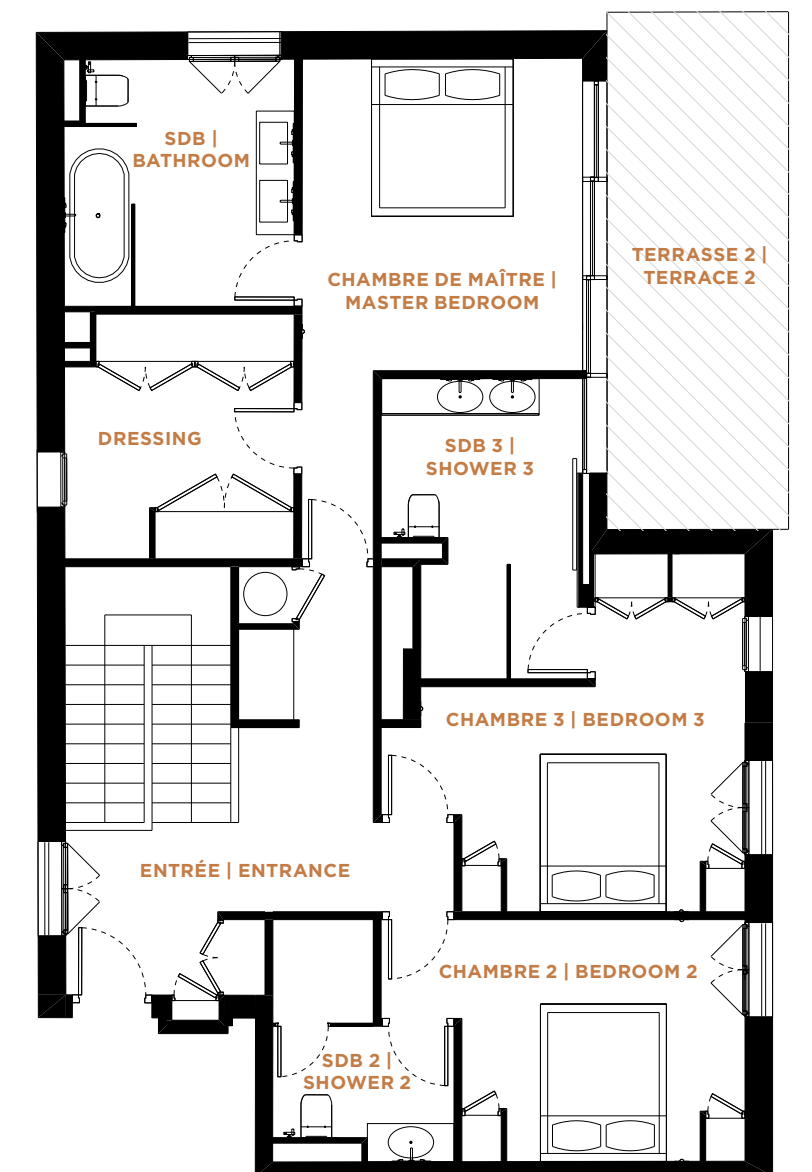 SDB |
BATHROOM
CHAMBRE DE MAÎTRE |
MASTER BEDROOM
TERRASSE 2 |
TERRACE 2
DRESSING
SDB 3 |
SHOWER 3
CHAMBRE 3 | BEDROOM 3
ENTRÉE | ENTRANCE
CHAMBRE 2 | BEDROOM 2
SDB 2 |
SHOWER 2